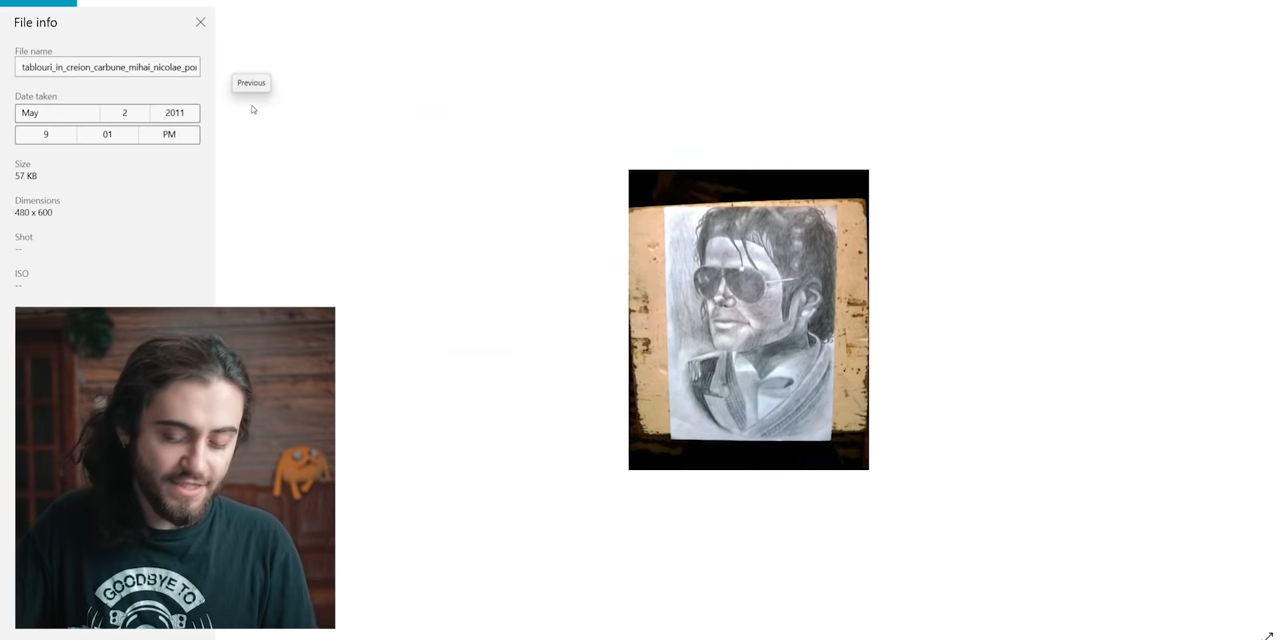 File info
File name
tablouri_in_creion_carbune_mihai_nicolae_po
Previous
Date taken
May 2 2011
9 01 PM
Size
57 KB
Dimensions
480 x 600
Shot
--
ISO
--
GOODBYE TO